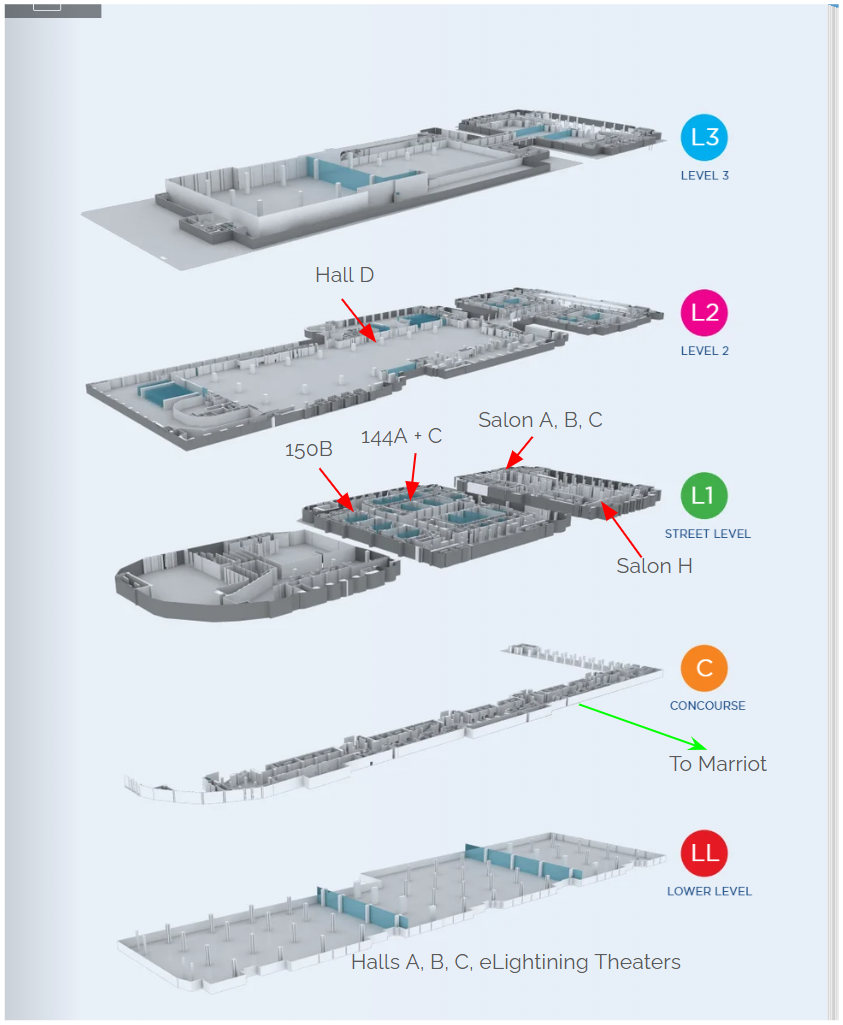 L3
LEVEL 3
Hall D
L2
LEVEL 2
Salon A, B, C
144A + C
150B
L1
STREET LEVEL
Salon H
C
CONCOURSE
To Marriot
LL
LOWER LEVEL
Halls A, B, C, eLightining Theaters